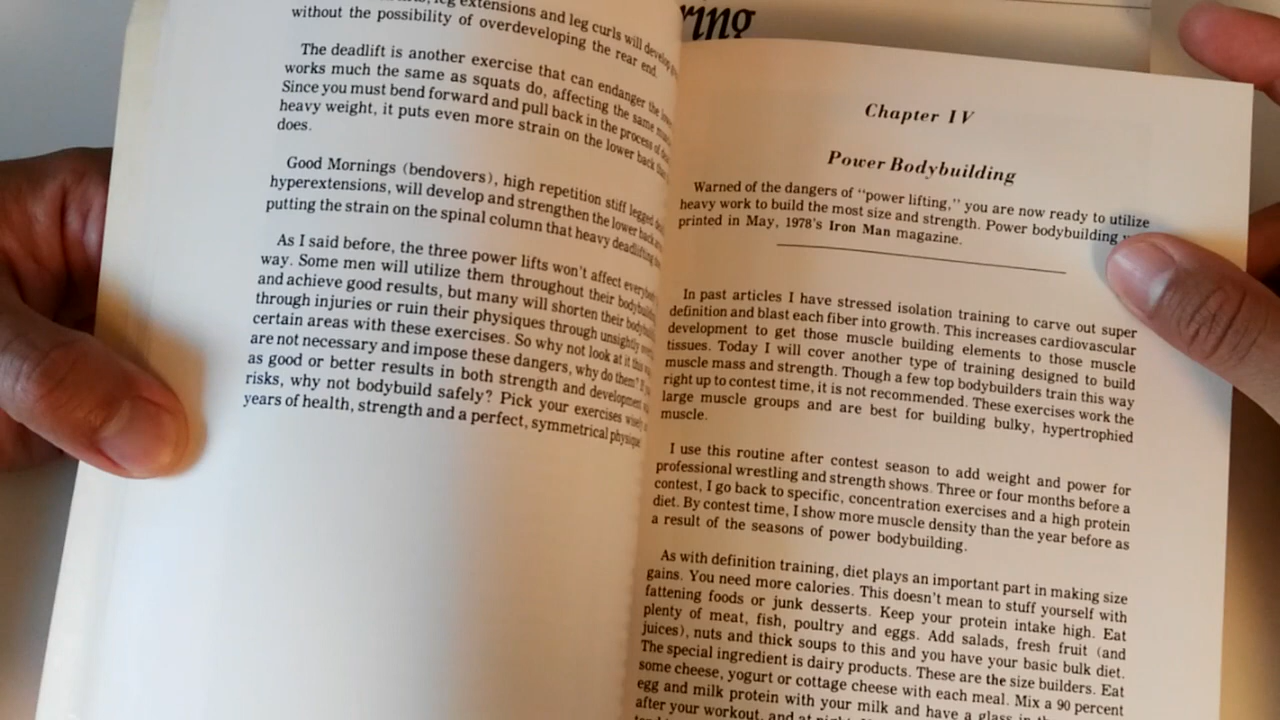 extensions and leg curls will develop
without the possibility of overdeveloping the rear end.
The deadlift is another exercise that can endanger the
works much the same as squats do, affecting the same
Since you must bend forward and pull back in the process of
heavy weight, it puts even more strain on the lower back
does.
Good Mornings (bendovers), high repetition stiff legged
hyperextensions, will develop and strengthen the lower back
putting the strain on the spinal column that heavy deadlifting
As I said before, the three power lifts won't affect everybody
way. Some men will utilize them throughout their
and achieve good results, but many will shorten their
through injuries or ruin their physiques through unsightly
certain areas with these exercises. So why not look at it this
are not necessary and impose these dangers, why do them?
as good or better results in both strength and development
risks, why not bodybuild safely? Pick your exercises wisely
years of health, strength and a perfect, symmetrical physique
ring
Chapter IV
Power Bodybuilding
Warned of the dangers of "power lifting," you are now ready to utilize
heavy work to build the most size and strength. Power bodybuilding
printed in May, 1978's Iron Man magazine.
In past articles I have stressed isolation training to carve out super
definition and blast each fiber into growth. This increases cardiovascular
development to get those muscle building elements to those muscle
tissues. Today I will cover another type of training designed to build
muscle mass and strength. Though a few top bodybuilders train this way
right up to contest time, it is not recommended. These exercises work the
large muscle groups and are best for building bulky, hypertrophied
muscle.
I use this routine after contest season to add weight and power for
professional wrestling and strength shows. Three or four months before a
contest, I go back to specific, concentration exercises and a high protein
diet. By contest time, I show more muscle density than the year before as
a result of the seasons of power bodybuilding.
As with definition training, diet plays an important part in making size
gains. You need more calories. This doesn't mean to stuff yourself with
fattening foods or junk desserts. Keep your protein intake high. Eat
plenty of meat, fish, poultry and eggs. Add salads, fresh fruit (and
juices), nuts and thick soups to this and you have your basic bulk diet.
The special ingredient is dairy products. These are the size builders. Eat
some cheese, yogurt or cottage cheese with each meal. Mix a 90 percent
egg and milk protein with your milk and have a glass in
after your workout, and at